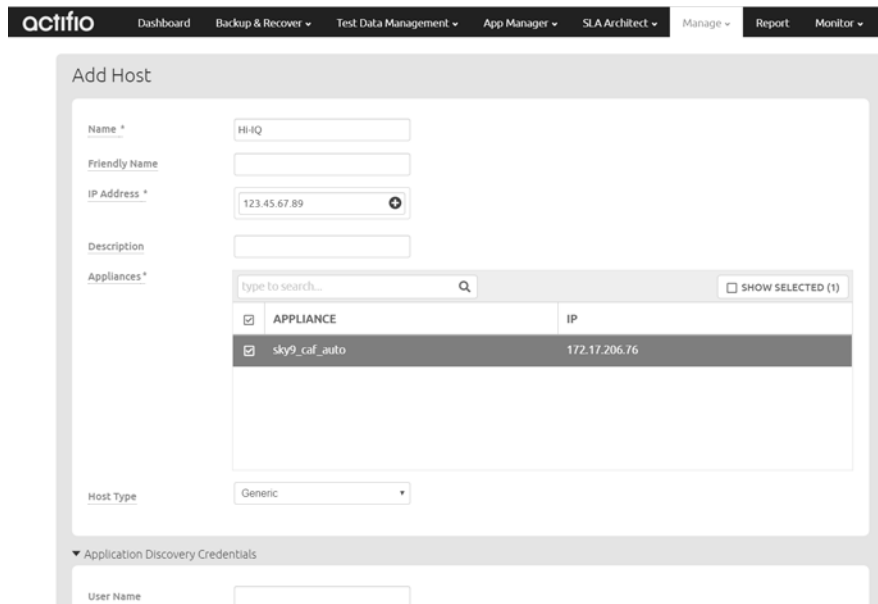 actifio Dashboard Backup & Recover Test Data Management App Manager SLA Architect Manage Report Monitor
Add Host
Name * Hi-IQ
Friendly Name
IP Address * 123.45.67.89
Description
Appliances* type to search... SHOW SELECTED (1)
APPLIANCE IP
sky9_caf_auto 172.17.206.76
Host Type Generic
Application Discovery Credentials
User Name